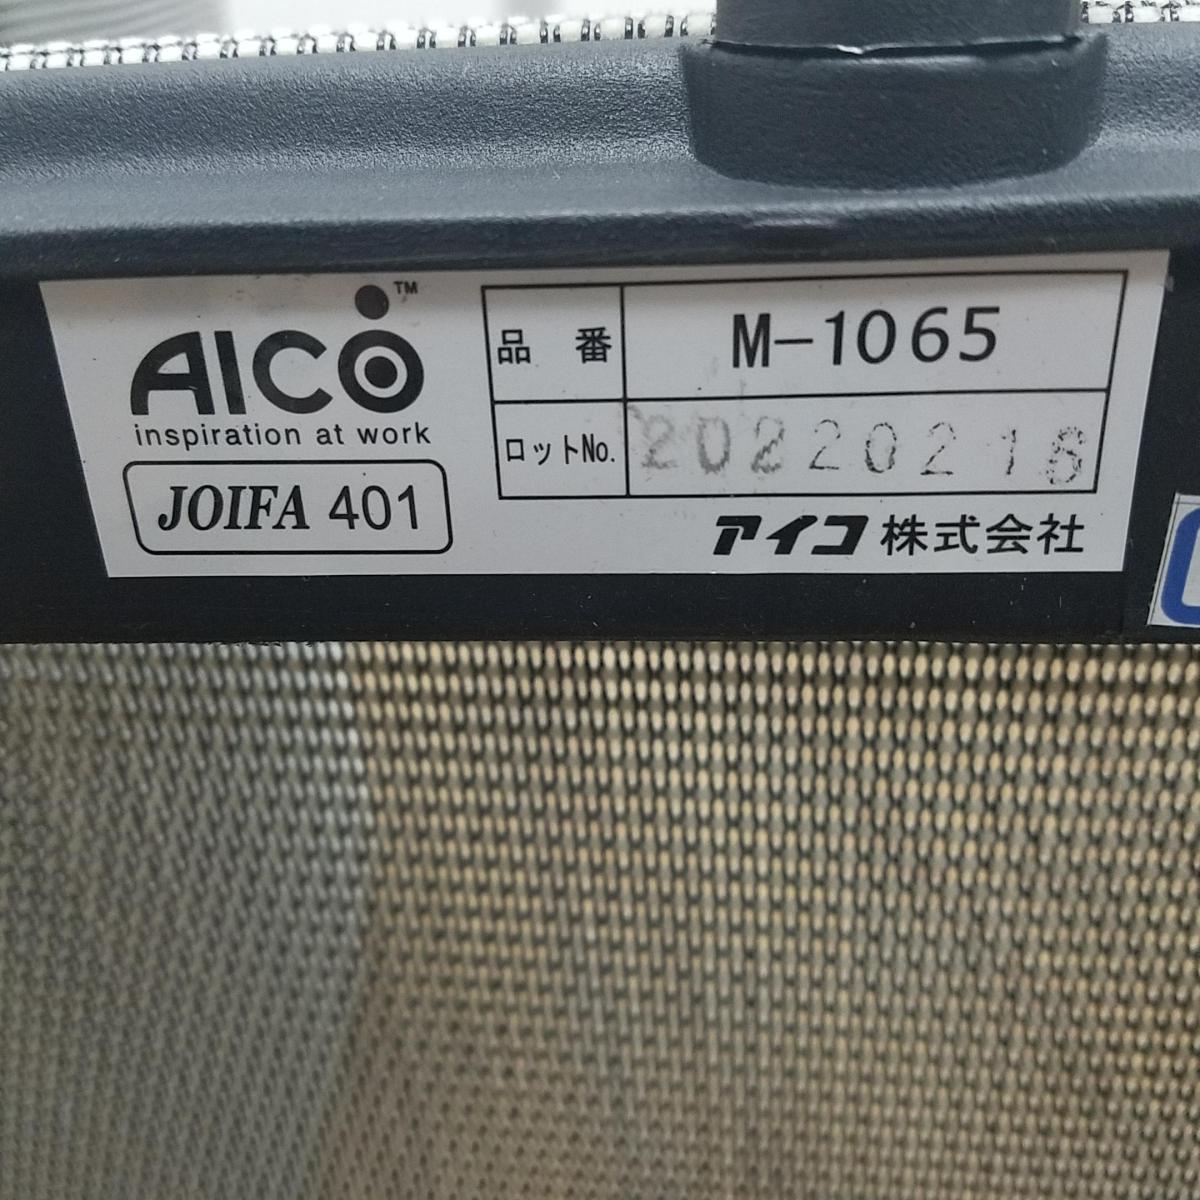 AICO™
inspiration at work
JOIFA 401
品番 M-1065
ロットNo. 20220216
アイコ株式会社